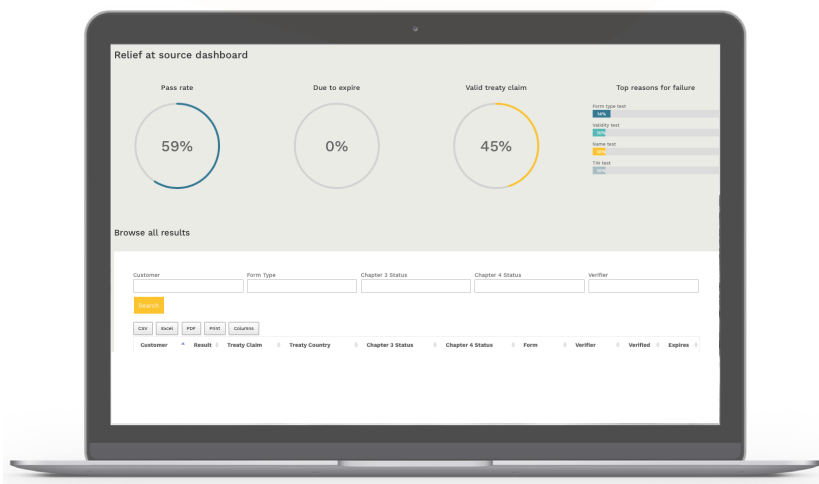 Relief at source dashboard
Pass rate
Due to expire
Valid treaty claim
Top reasons for failure
59%
0%
45%
Form type test
14%
Validity test
Name test
TIN test
Browse all results
Customer
Form Type
Chapter 3 Status
Chapter 4 Status
Verifier
Search
CSV Excel PDF Print Columns
Customer Result Treaty Claim Treaty Country Chapter 3 Status Chapter 4 Status Form Verifier Verified Expires